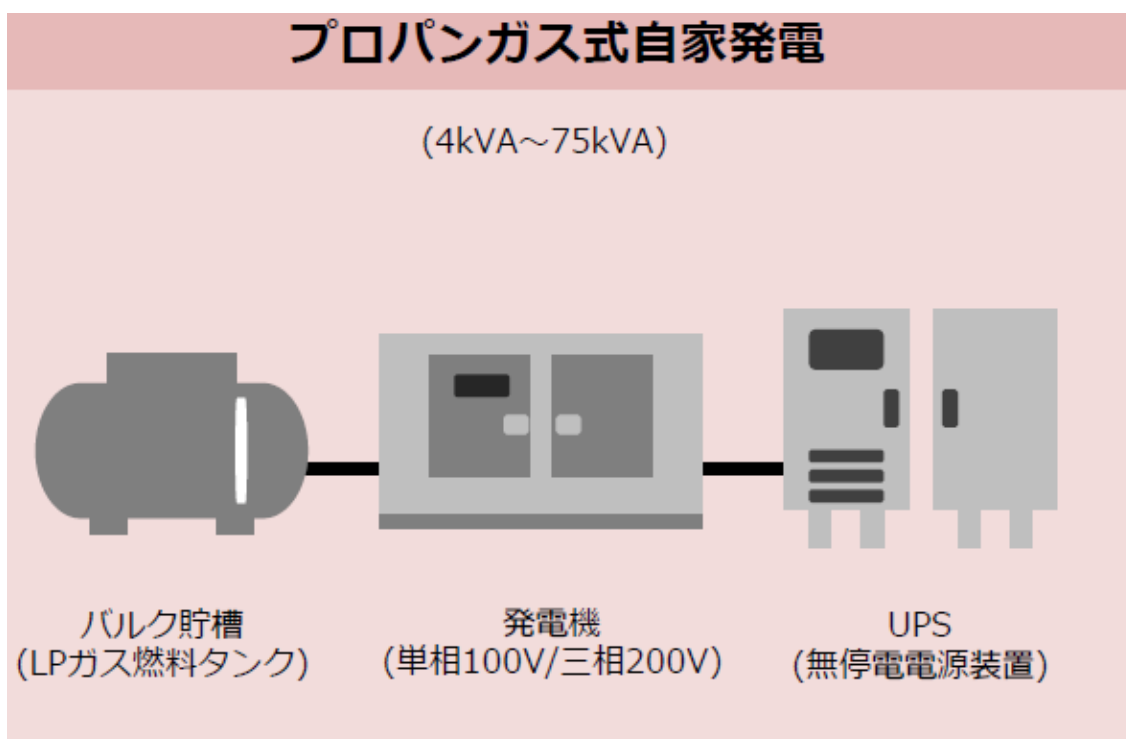 プロパンガス式自家発電
(4kVA～75kVA)
バルク貯槽
(LPガス燃料タンク)
発電機
(単相100V/三相200V)
UPS
(無停電電源装置)